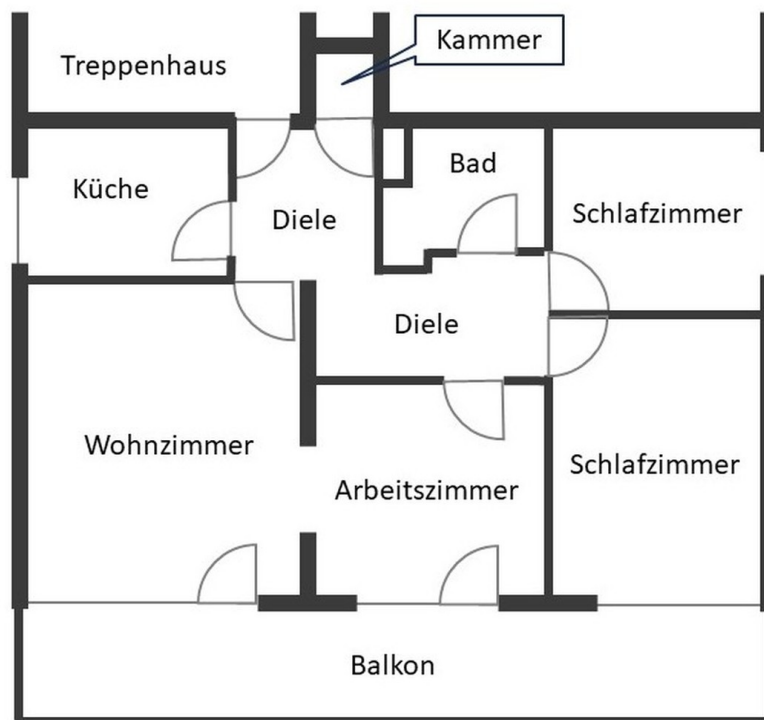 Kammer
Treppenhaus
Bad
Küche
Schlafzimmer
Diele
Diele
Wohnzimmer
Schlafzimmer
Arbeitszimmer
Balkon